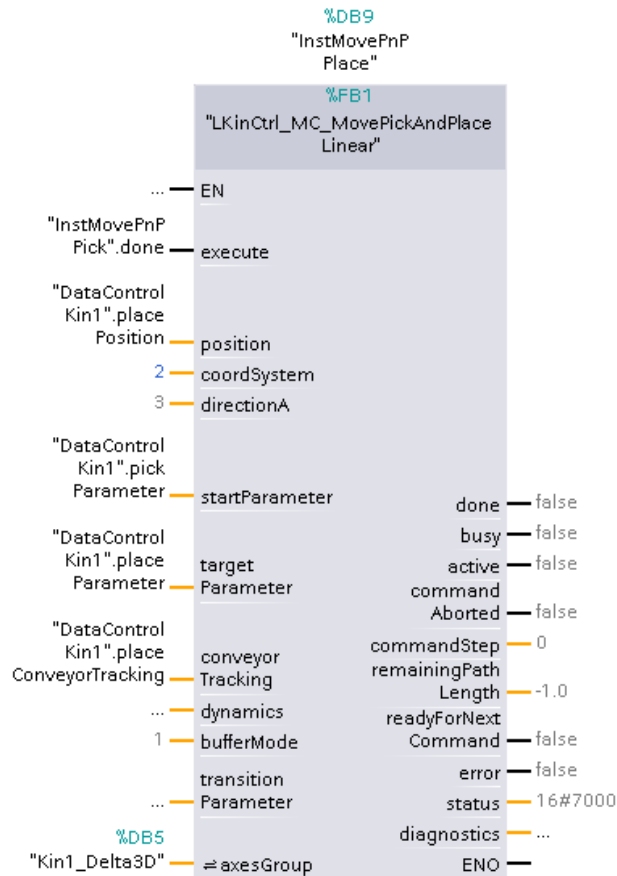 %DB9
"InstMovePnP
Place"
%FB1
"LKinCtrl_MC_MovePickAndPlace
Linear"
... EN
"InstMovePnP
Pick".done execute
"DataControl
Kin1".place
Position position
2 coordSystem
3 directionA
"DataControl
Kin1".pick
Parameter startParameter
done false
"DataControl
Kin1".place
Parameter
target
Parameter
busy false
active false
command
Aborted false
"DataControl
Kin1".place
ConveyorTracking
conveyor
Tracking
commandStep 0
remainingPath
Length -1.0
... dynamics
1 bufferMode
readyForNext
Command false
transition
... Parameter
error false
status 16#7000
%DB5
"Kin1_Delta3D" ⇌ axesGroup
diagnostics ...
ENO